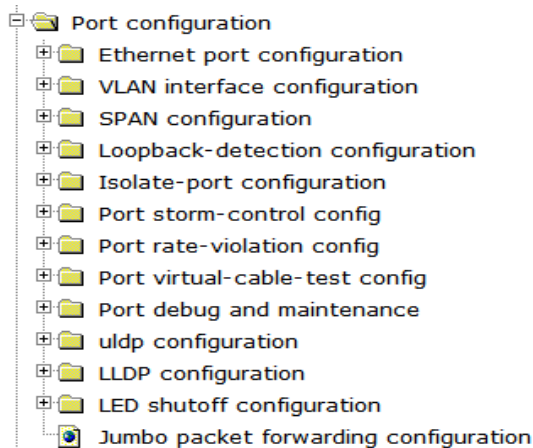 Port configuration
Ethernet port configuration
VLAN interface configuration
SPAN configuration
Loopback-detection configuration
Isolate-port configuration
Port storm-control config
Port rate-violation config
Port virtual-cable-test config
Port debug and maintenance
uldp configuration
LLDP configuration
LED shutoff configuration
Jumbo packet forwarding configuration